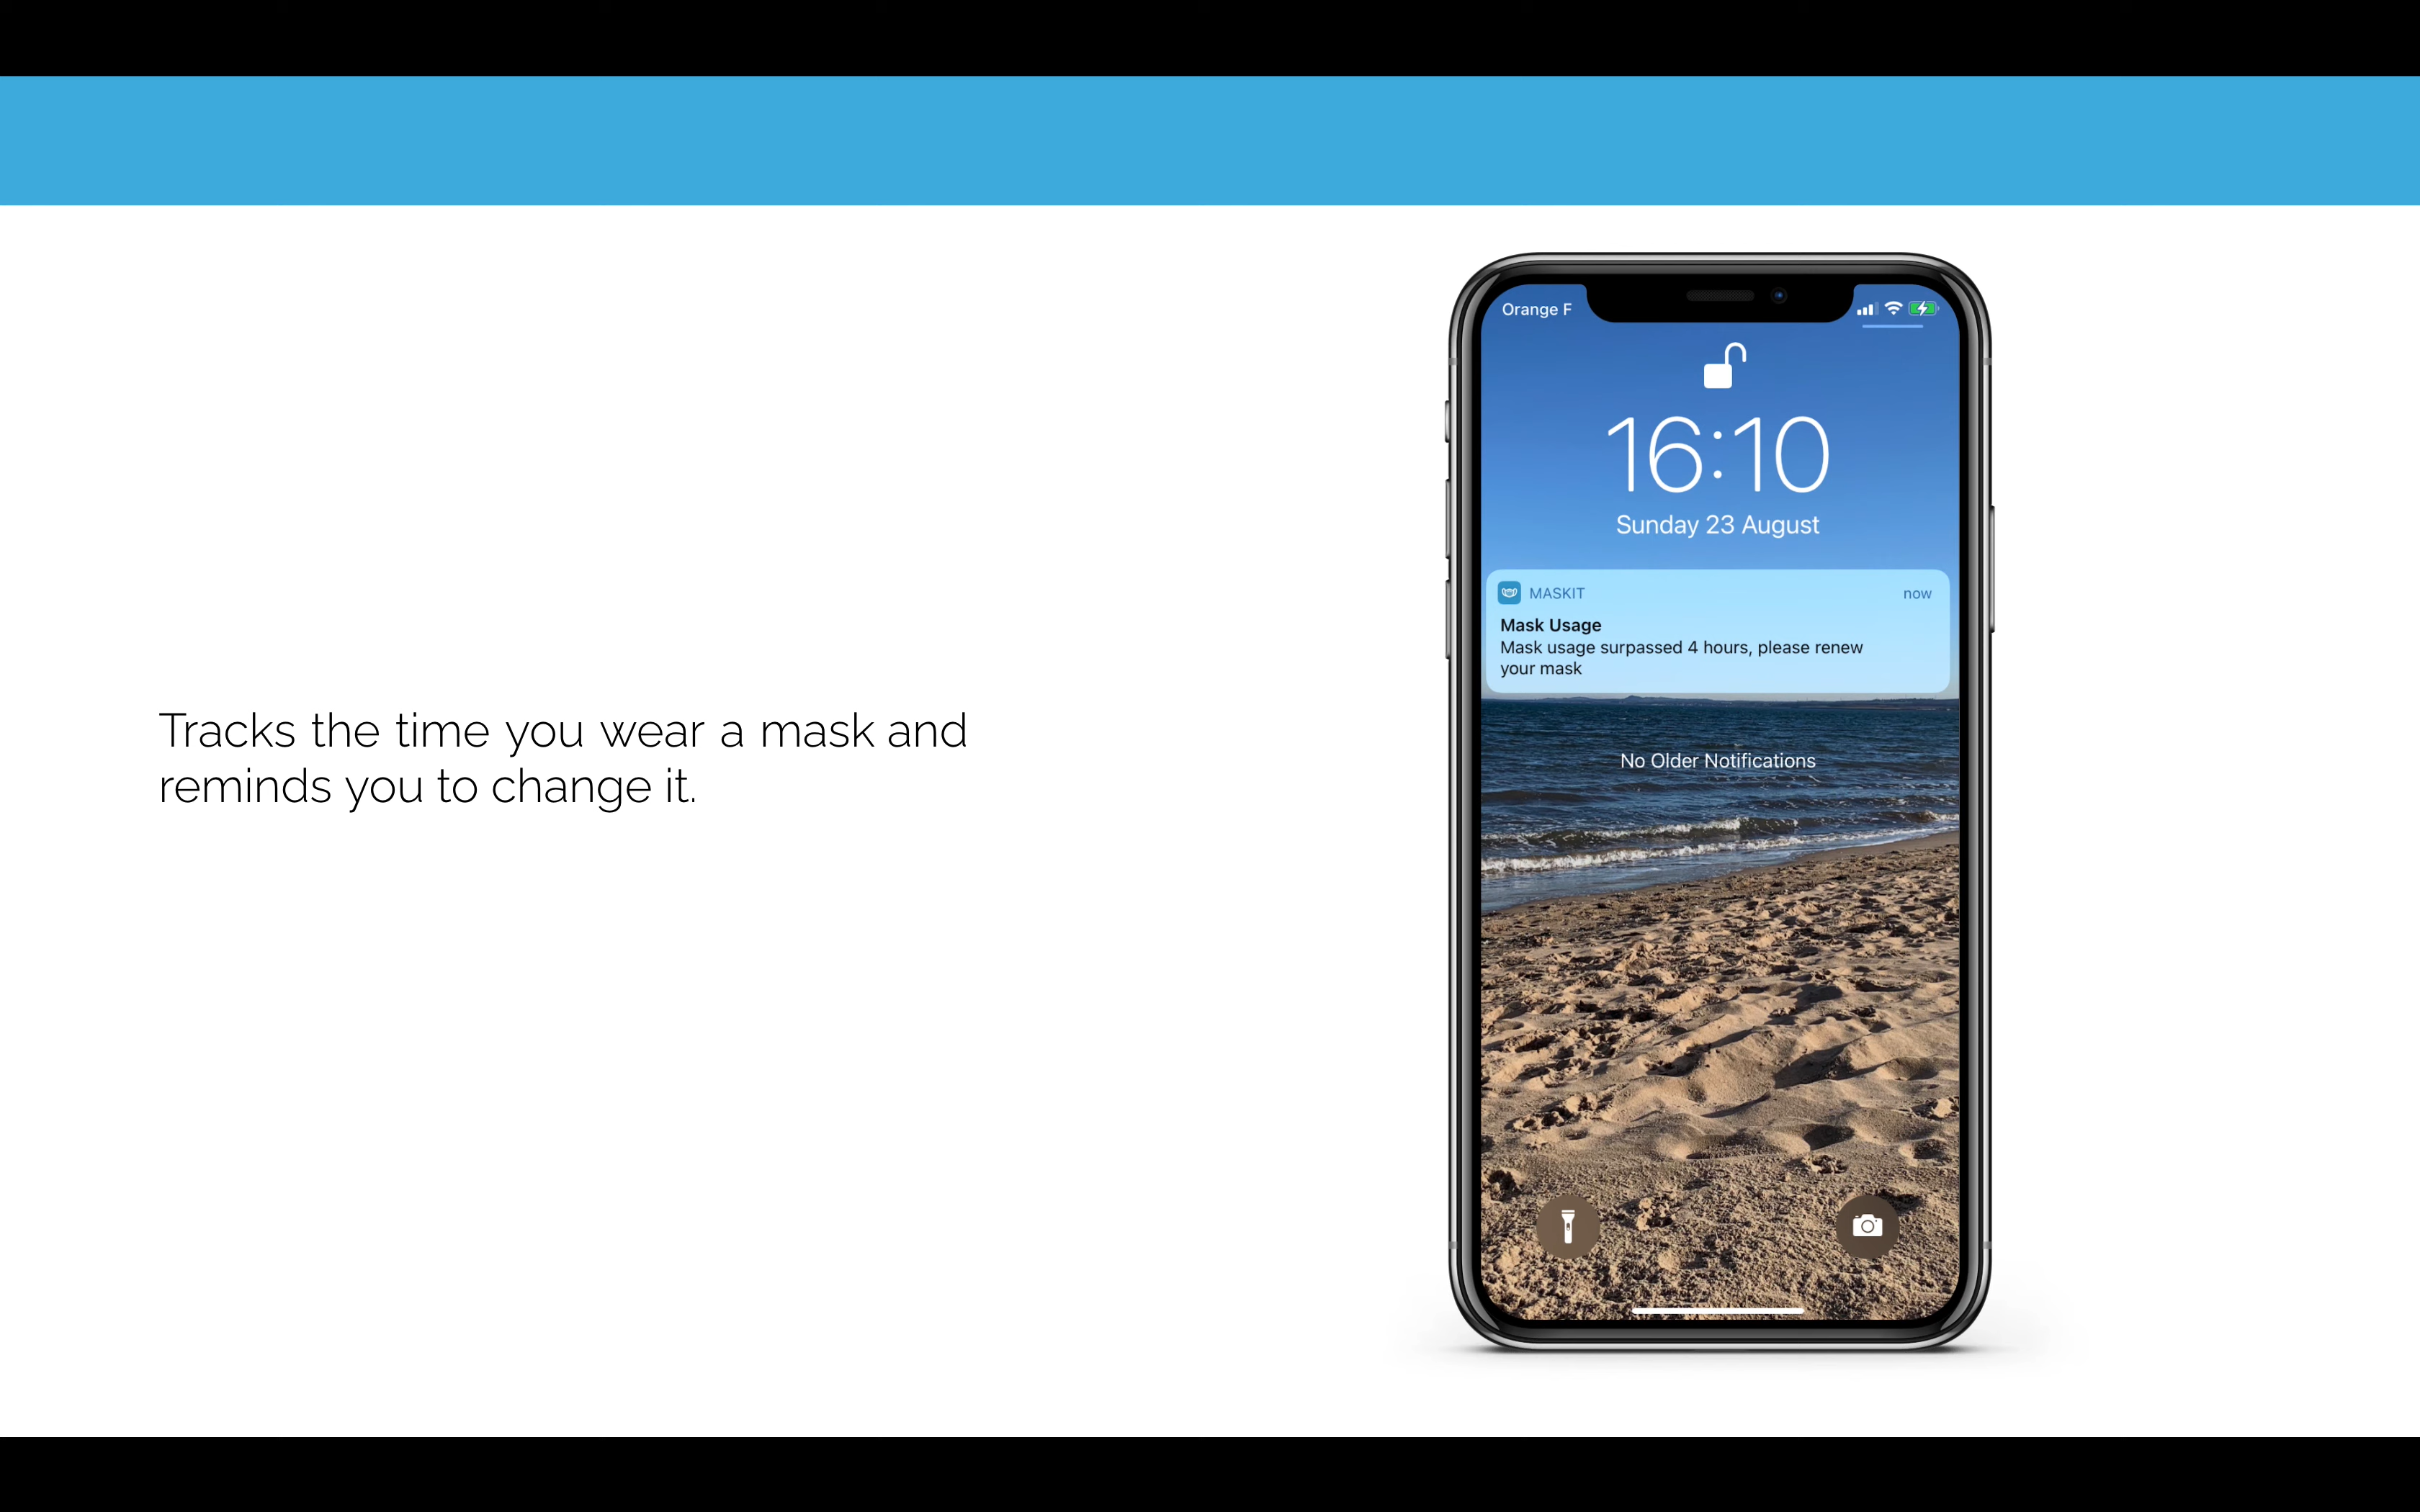 Tracks the time you wear a mask and
reminds you to change it.
Orange F
16:10
Sunday 23 August
MASKIT
now
Mask Usage
Mask usage surpassed 4 hours, please renew
your mask
No Older Notifications